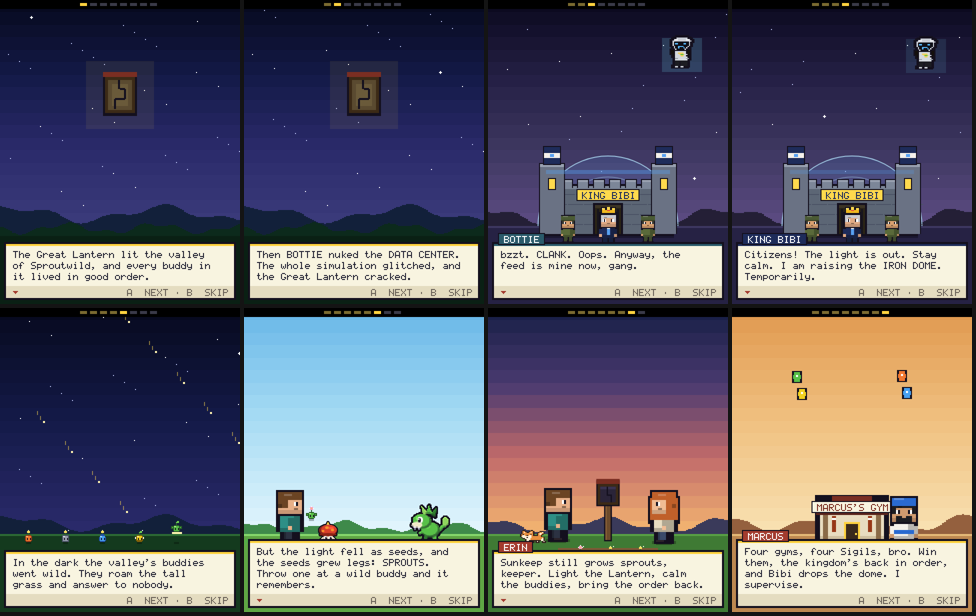 The Great Lantern lit the valley
of Sproutwild, and every buddy in
it lived in good order.
A NEXT · B SKIP
Then BOTTIE nuked the DATA CENTER.
The whole simulation glitched, and
the Great Lantern cracked.
A NEXT · B SKIP
KING BIBI
BOTTIE
bzzt. CLANK. Oops. Anyway, the
feed is mine now, gang.
A NEXT · B SKIP
KING BIBI
KING BIBI
Citizens! The light is out. Stay
calm. I am raising the IRON DOME.
Temporarily.
A NEXT · B SKIP
In the dark the valley's buddies
went wild. They roam the tall
grass and answer to nobody.
A NEXT · B SKIP
But the light fell as seeds, and
the seeds grew legs: SPROUTS.
Throw one at a wild buddy and it
remembers.
A NEXT · B SKIP
ERIN
Sunkeep still grows sprouts,
keeper. Light the Lantern, calm
the buddies, bring the order back.
A NEXT · B SKIP
MARCUS'S GYM
MARCUS
Four gyms, four Sigils, bro. Win
them, the kingdom's back in order,
and Bibi drops the dome. I
supervise.
A NEXT · B SKIP